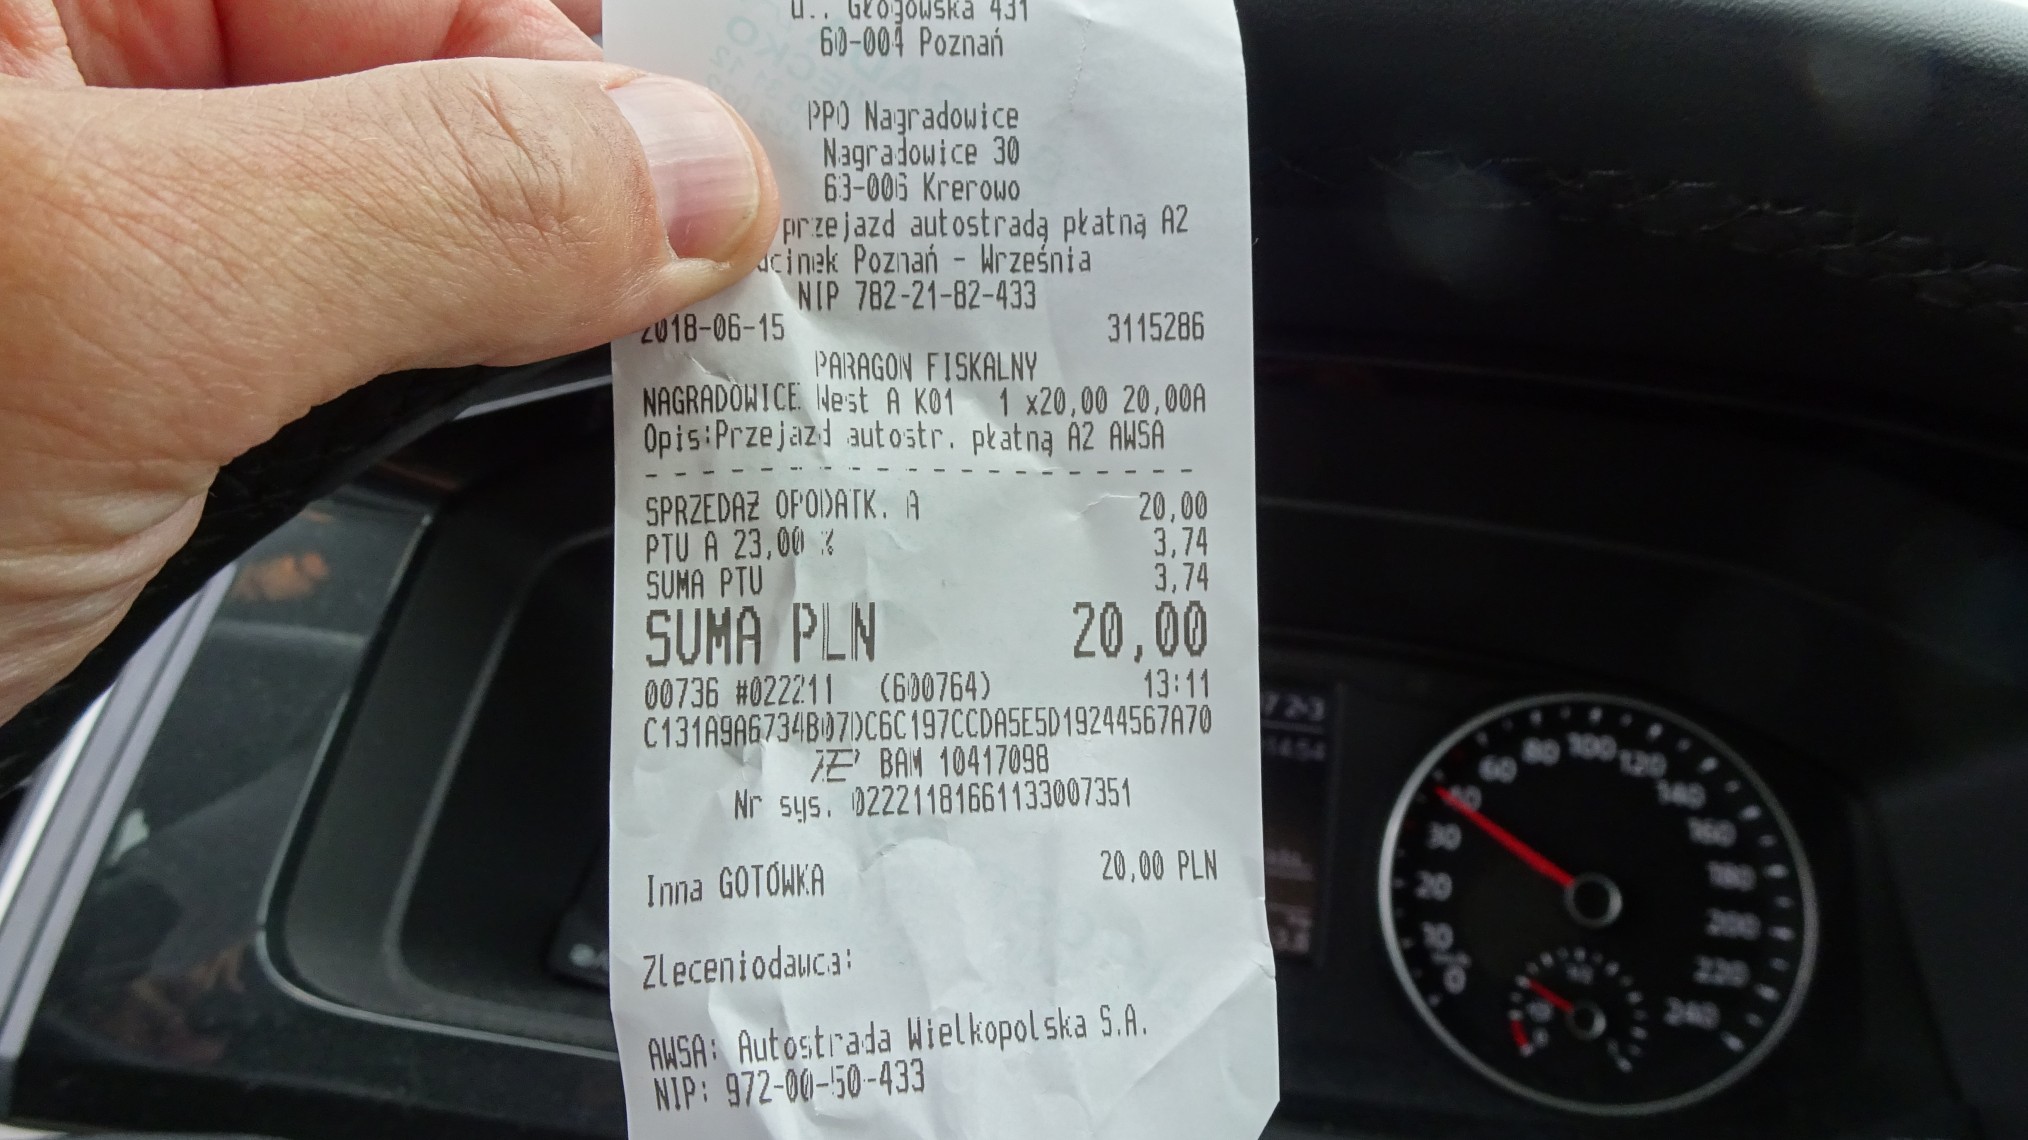 Głogowska 431
60-004 Poznań
PPO Nagradowice
Nagradowice 30
63-006 Krerowo
przejazd autostradą płatną A2
Poznań - Września
NIP 782-21-82-433
2018-06-15 3115286
PARAGON FISKALNY
NAGRADOWICE West A K01 1 x20,00 20,00A
Opis:Przejazd autostr. płatną A2 AWSA
- - - - - - - - - - - - - - - - - - - -
SPRZEDAŻ OPODATK. A 20,00
PTU A 23,00 % 3,74
SUMA PTU 3,74
SUMA PLN 20,00
00736 #022211 (600764) 13:11
C131A9A6734B07DC6C197CCDA5E5D19244567A70
BAM 10417098
Nr sys. 02221181661133007351
Inna GOTÓWKA 20,00 PLN
Zleceniodawca:
AWSA: Autostrada Wielkopolska S.A.
NIP: 972-00-50-433
0
10
20
30
40
60
80
100
120
140
160
180
200
220
240